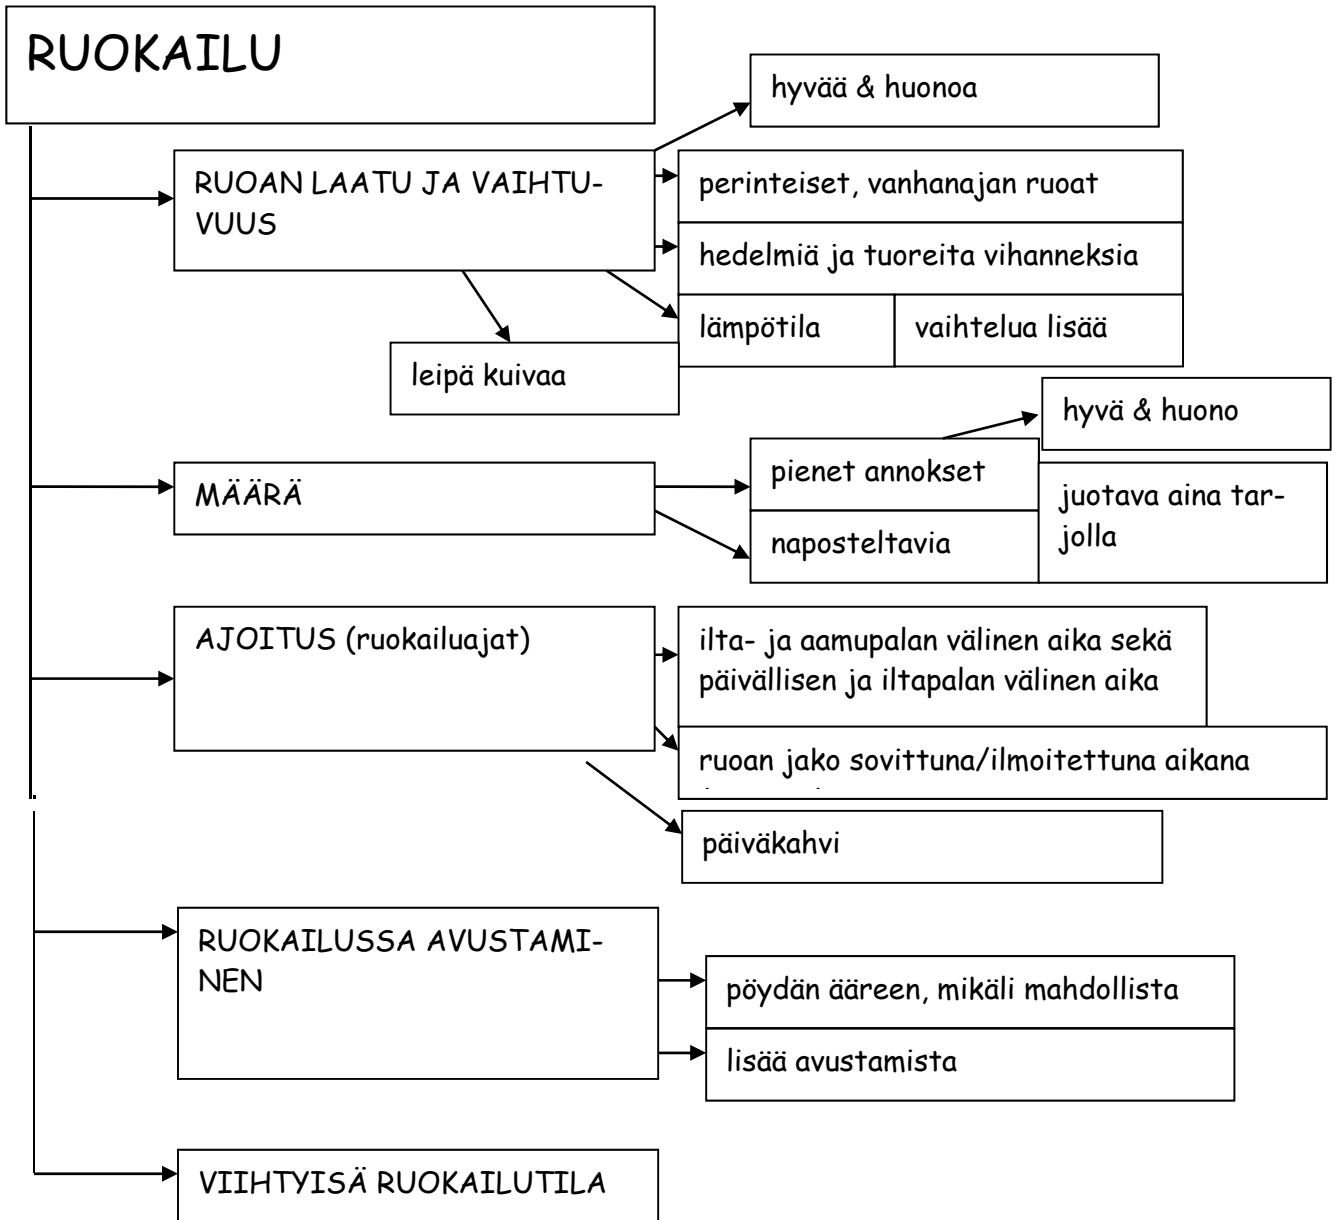 RUOKAILU
hyvää & huonoa
RUOAN LAATU JA VAIHTU-
VUUS
perinteiset, vanhanajan ruoat
hedelmiä ja tuoreita vihanneksia
lämpötila
vaihtelua lisää
leipä kuivaa
hyvä & huono
MÄÄRÄ
pienet annokset
juotava aina tar-
jolla
naposteltavia
AJOITUS (ruokailuajat)
ilta- ja aamupalan välinen aika sekä
päivällisen ja iltapalan välinen aika
ruoan jako sovittuna/ilmoitettuna aikana
päiväkahvi
RUOKAILUSSA AVUSTAMI-
NEN
pöydän ääreen, mikäli mahdollista
lisää avustamista
VIIHTYISÄ RUOKAILUTILA